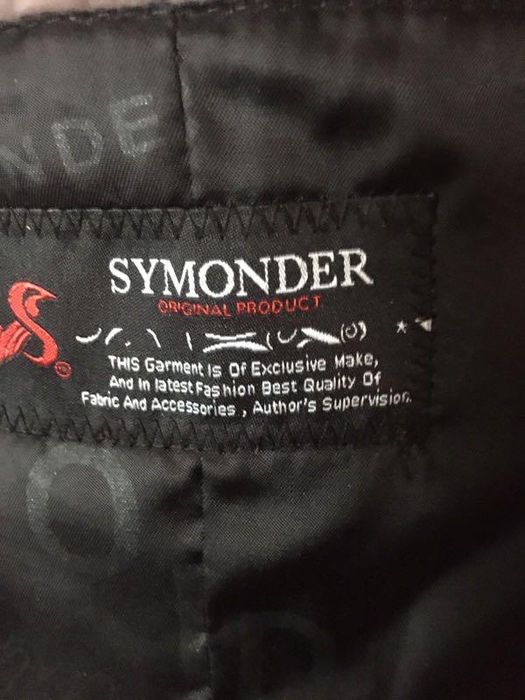 NDE
SYMONDER
ORIGINAL PRODUCT
S
THIS Garment Is Of Exclusive Make,
And In latest Fashion Best Quality Of
Fabric And Accessories , Author's Supervision.
O